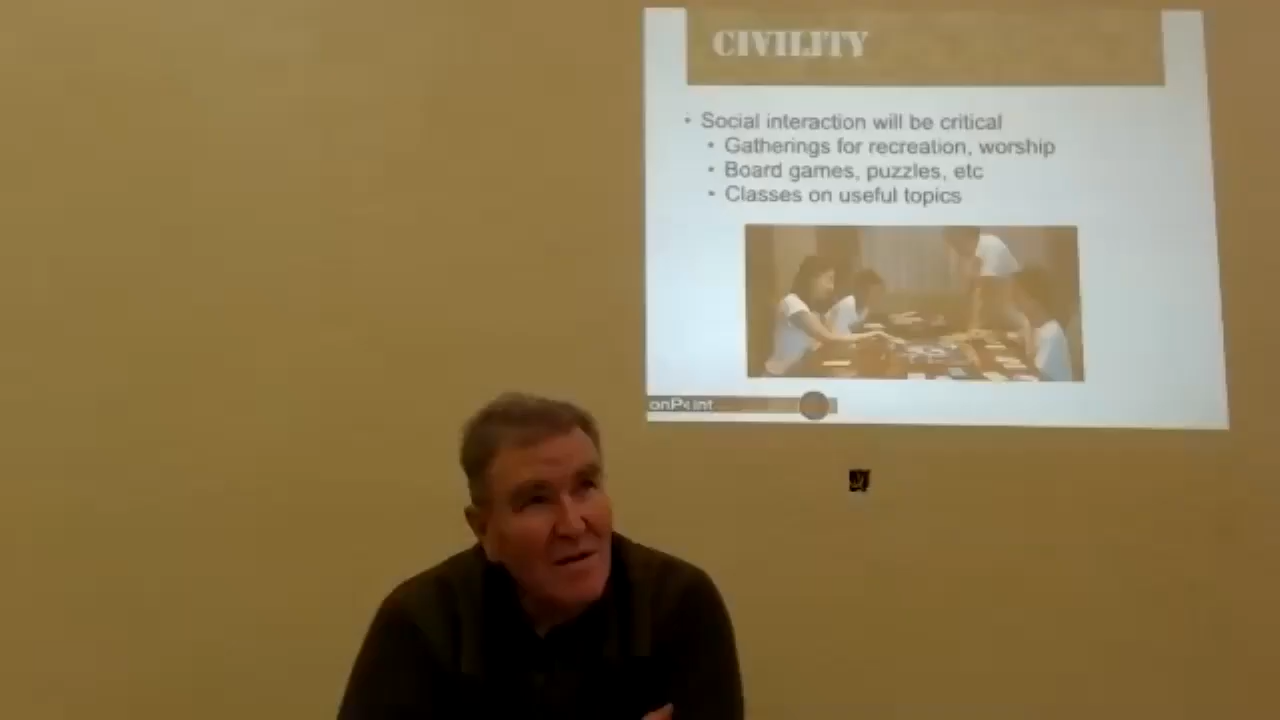 CIVILITY
• Social interaction will be critical
• Gatherings for recreation, worship
• Board games, puzzles, etc
• Classes on useful topics